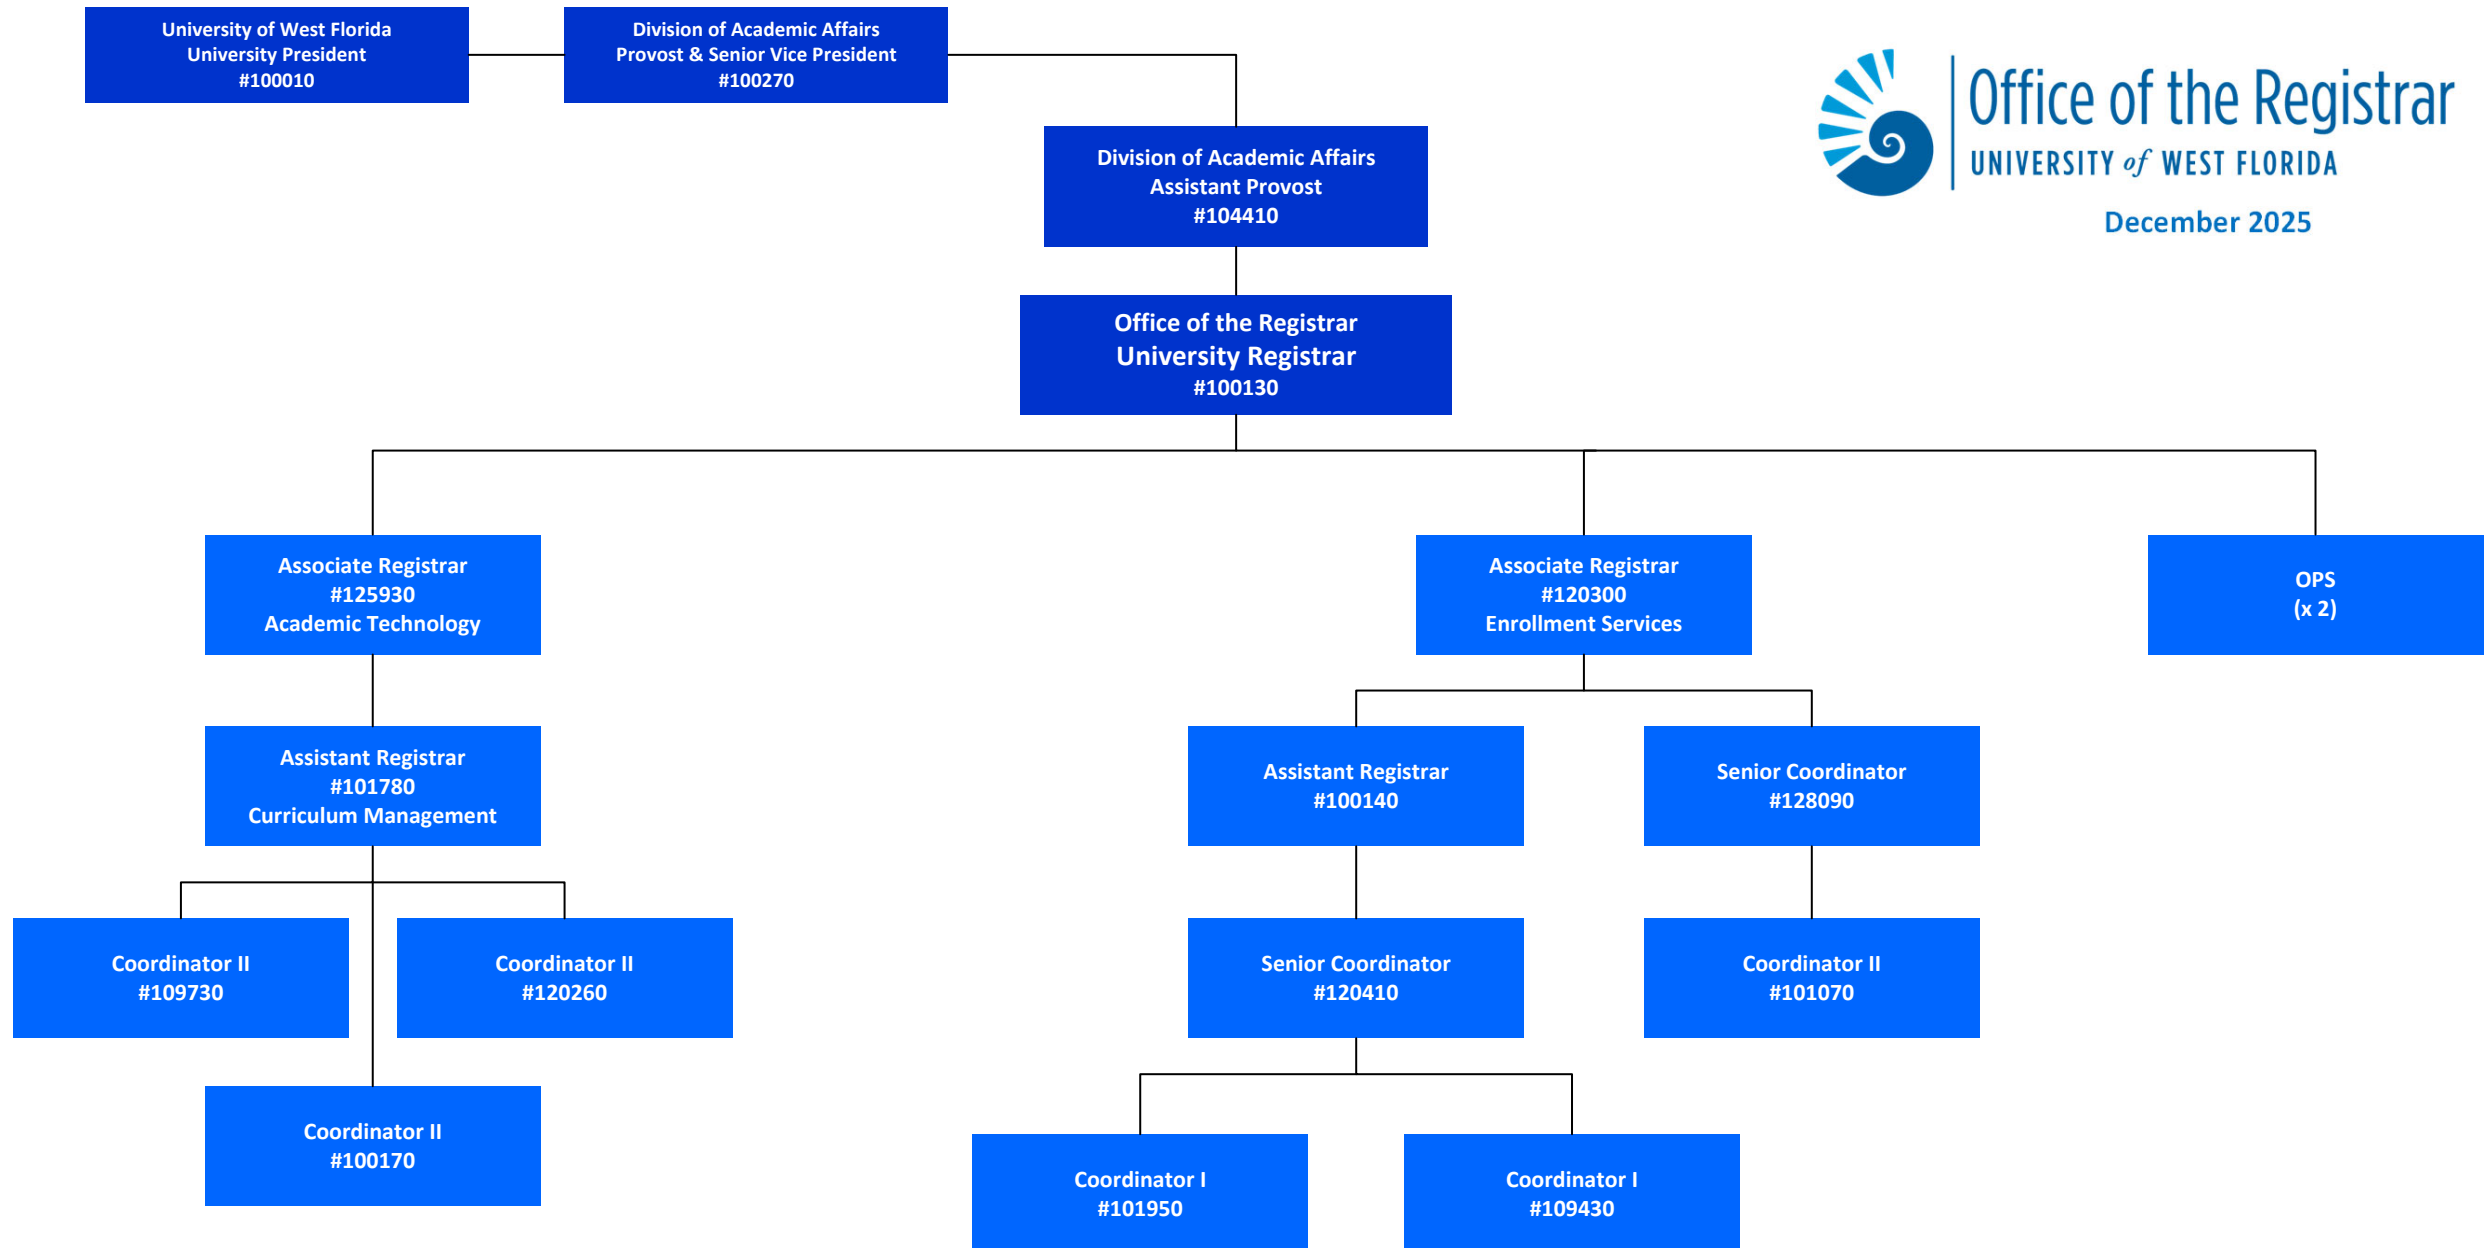 University of West Florida
University President
#100010
Division of Academic Affairs
Provost & Senior Vice President
#100270
Office of the Registrar
UNIVERSITY of WEST FLORIDA
December 2025
Division of Academic Affairs
Assistant Provost
#104410
Office of the Registrar
University Registrar
#100130
Associate Registrar
#125930
Academic Technology
Associate Registrar
#120300
Enrollment Services
OPS
(x 2)
Assistant Registrar
#101780
Curriculum Management
Assistant Registrar
#100140
Senior Coordinator
#128090
Coordinator II
#109730
Coordinator II
#120260
Senior Coordinator
#120410
Coordinator II
#101070
Coordinator II
#100170
Coordinator I
#101950
Coordinator I
#109430